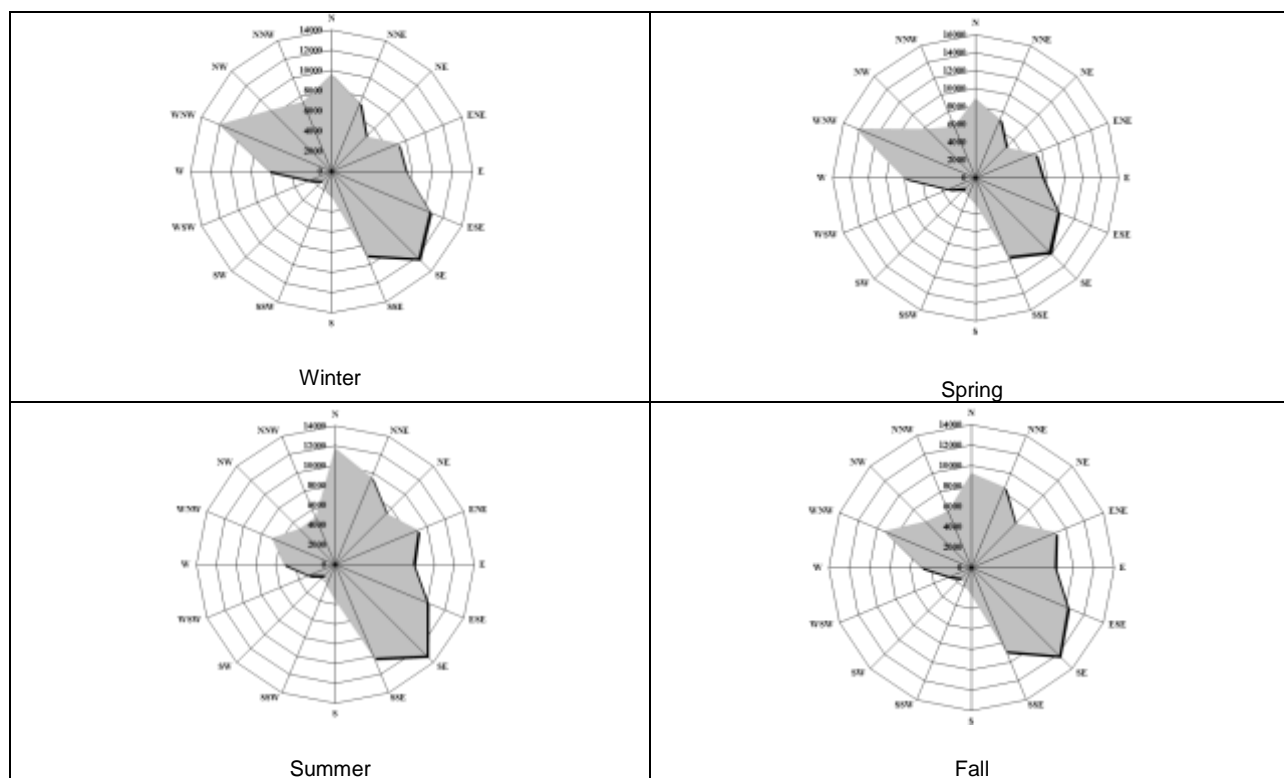 N
14000
NNW
NNE
12000
NW
10000
NE
8000
WNW
6000
ENE
4000
2000
W
0
E
WSW
ESE
SW
SE
SSW
SSE
S
Winter
N
16000
NNW
NNE
14000
12000
NW
NE
10000
8000
WNW
6000
ENE
4000
2000
W
0
E
WSW
ESE
SW
SE
SSW
SSE
S
Spring
N
14000
NNW
NNE
12000
NW
10000
NE
8000
WNW
6000
ENE
4000
2000
W
0
E
WSW
ESE
SW
SE
SSW
SSE
S
Summer
N
14000
NNW
NNE
12000
NW
10000
NE
8000
WNW
6000
ENE
4000
2000
W
0
E
WSW
ESE
SW
SE
SSW
SSE
S
Fall